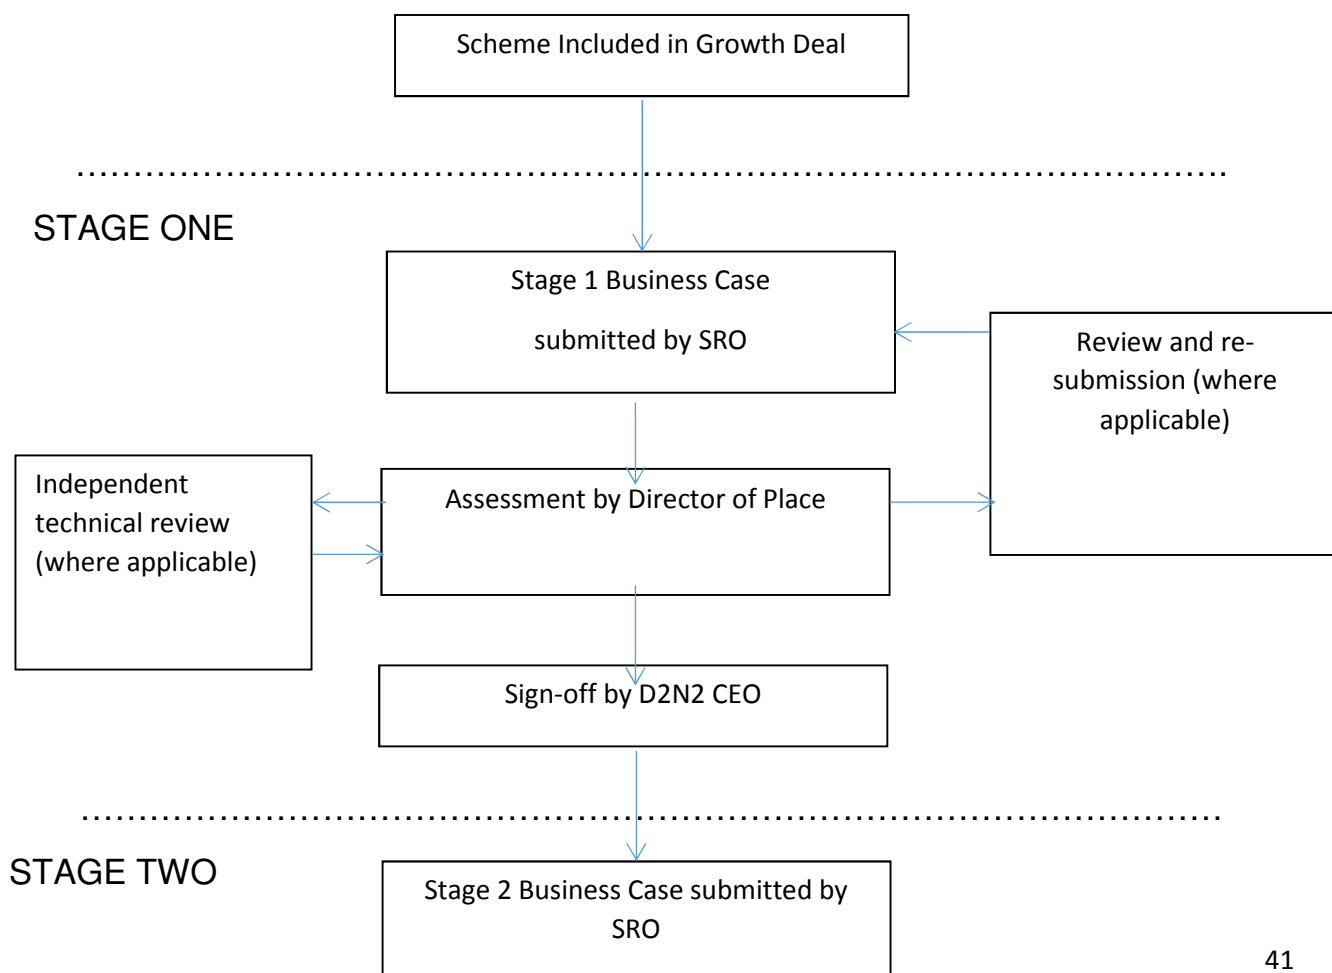 Scheme Included in Growth Deal
STAGE ONE
Stage 1 Business Case
submitted by SRO
Review and re-
submission (where
applicable)
Independent
technical review
(where applicable)
Assessment by Director of Place
Sign-off by D2N2 CEO
STAGE TWO
Stage 2 Business Case submitted by
SRO
41